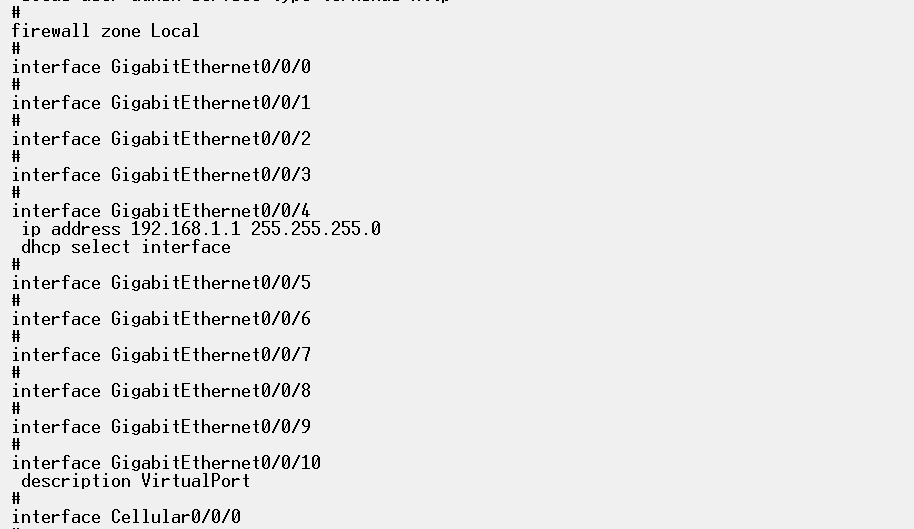 #
firewall zone Local
#
interface GigabitEthernet0/0/0
#
interface GigabitEthernet0/0/1
#
interface GigabitEthernet0/0/2
#
interface GigabitEthernet0/0/3
#
interface GigabitEthernet0/0/4
 ip address 192.168.1.1 255.255.255.0
 dhcp select interface
#
interface GigabitEthernet0/0/5
#
interface GigabitEthernet0/0/6
#
interface GigabitEthernet0/0/7
#
interface GigabitEthernet0/0/8
#
interface GigabitEthernet0/0/9
#
interface GigabitEthernet0/0/10
 description VirtualPort
#
interface Cellular0/0/0